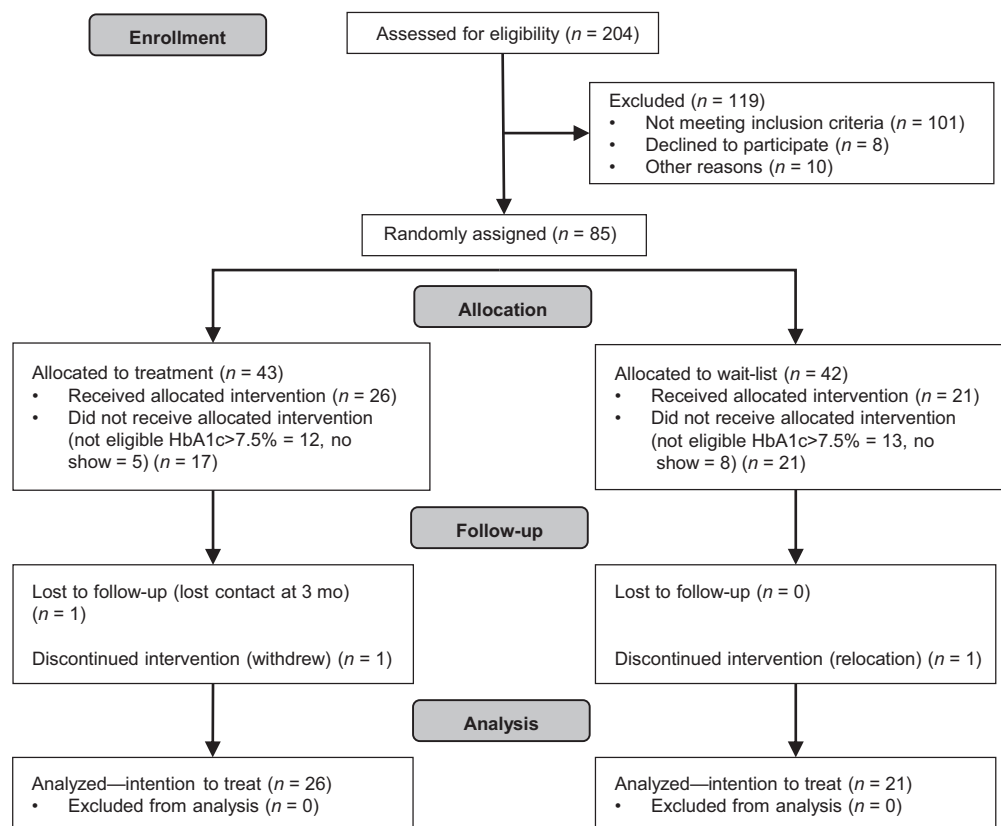 Enrollment
Assessed for eligibility (n = 204)
Excluded (n = 119)
• Not meeting inclusion criteria (n = 101)
• Declined to participate (n = 8)
• Other reasons (n = 10)
Randomly assigned (n = 85)
Allocation
Allocated to treatment (n = 43)
• Received allocated intervention (n = 26)
• Did not receive allocated intervention
(not eligible HbA1c>7.5% = 12, no
show = 5) (n = 17)
Allocated to wait-list (n = 42)
• Received allocated intervention (n = 21)
• Did not receive allocated intervention
(not eligible HbA1c>7.5% = 13, no
show = 8) (n = 21)
Follow-up
Lost to follow-up (lost contact at 3 mo)
(n = 1)
Discontinued intervention (withdrew) (n = 1)
Lost to follow-up (n = 0)
Discontinued intervention (relocation) (n = 1)
Analysis
Analyzed—intention to treat (n = 26)
• Excluded from analysis (n = 0)
Analyzed—intention to treat (n = 21)
• Excluded from analysis (n = 0)